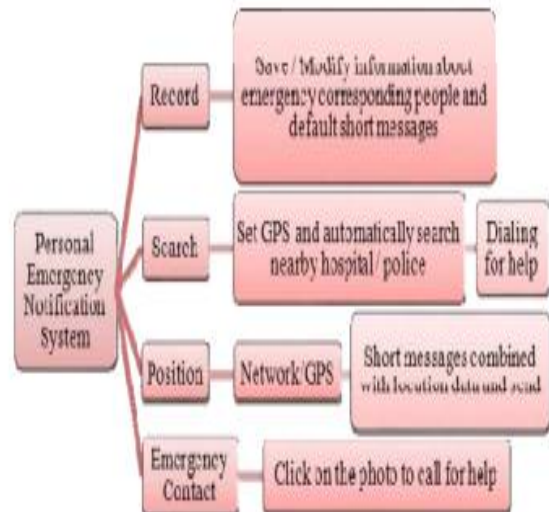 Personal
Emergency
Notification
System
Record
Save / Modify information about
emergency corresponding people and
default short messages
Search
Set GPS and automatically search
nearby hospital / police
Dialing
for help
Position
Network/GPS
Short messages combined
with location data and send
Emergency
Contact
Click on the photo to call for help